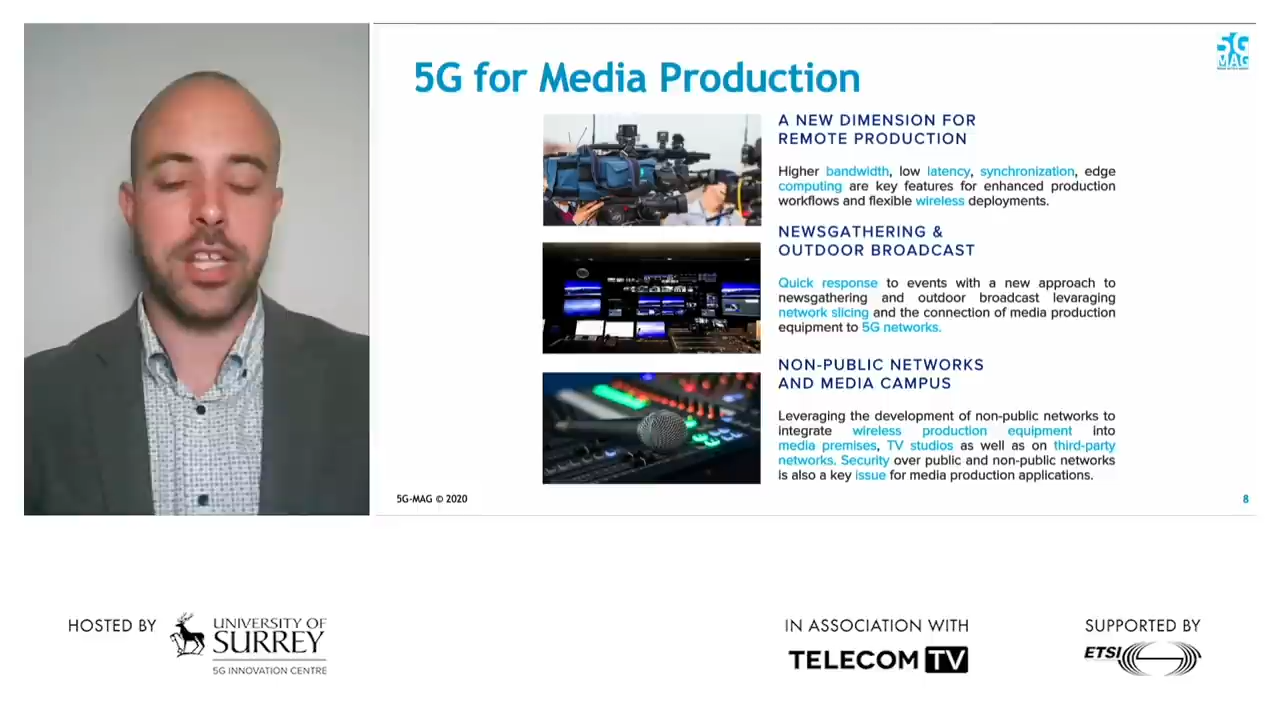 5G for Media Production
5G
MAG
A NEW DIMENSION FOR
REMOTE PRODUCTION
Higher bandwidth, low latency, synchronization, edge
computing are key features for enhanced production
workflows and flexible wireless deployments.
NEWSGATHERING &
OUTDOOR BROADCAST
Quick response to events with a new approach to
newsgathering and outdoor broadcast levaraging
network slicing and the connection of media production
equipment to 5G networks.
NON-PUBLIC NETWORKS
AND MEDIA CAMPUS
Leveraging the development of non-public networks to
integrate wireless production equipment into
media premises, TV studios as well as on third-party
networks. Security over public and non-public networks
is also a key issue for media production applications.
5G-MAG © 2020
8
HOSTED BY
UNIVERSITY OF
SURREY
5G INNOVATION CENTRE
IN ASSOCIATION WITH
TELECOM TV
SUPPORTED BY
ETSI